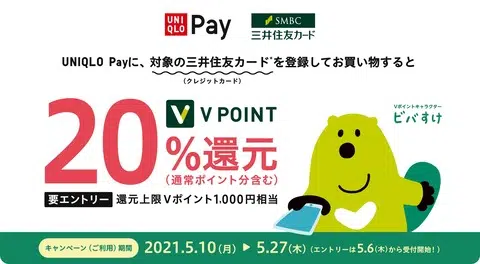 UNIQLO Pay
SMBC
三井住友カード
UNIQLO Payに、対象の三井住友カード*を登録してお買い物すると
(クレジットカード)
V POINT
20%還元
(通常ポイント分含む)
要エントリー 還元上限Vポイント1,000円相当
Vポイントキャラクター
ビバすけ
キャンペーン(ご利用)期間 2021.5.10(月)▶5.27(木)(エントリーは5.6(木)から受付開始!)